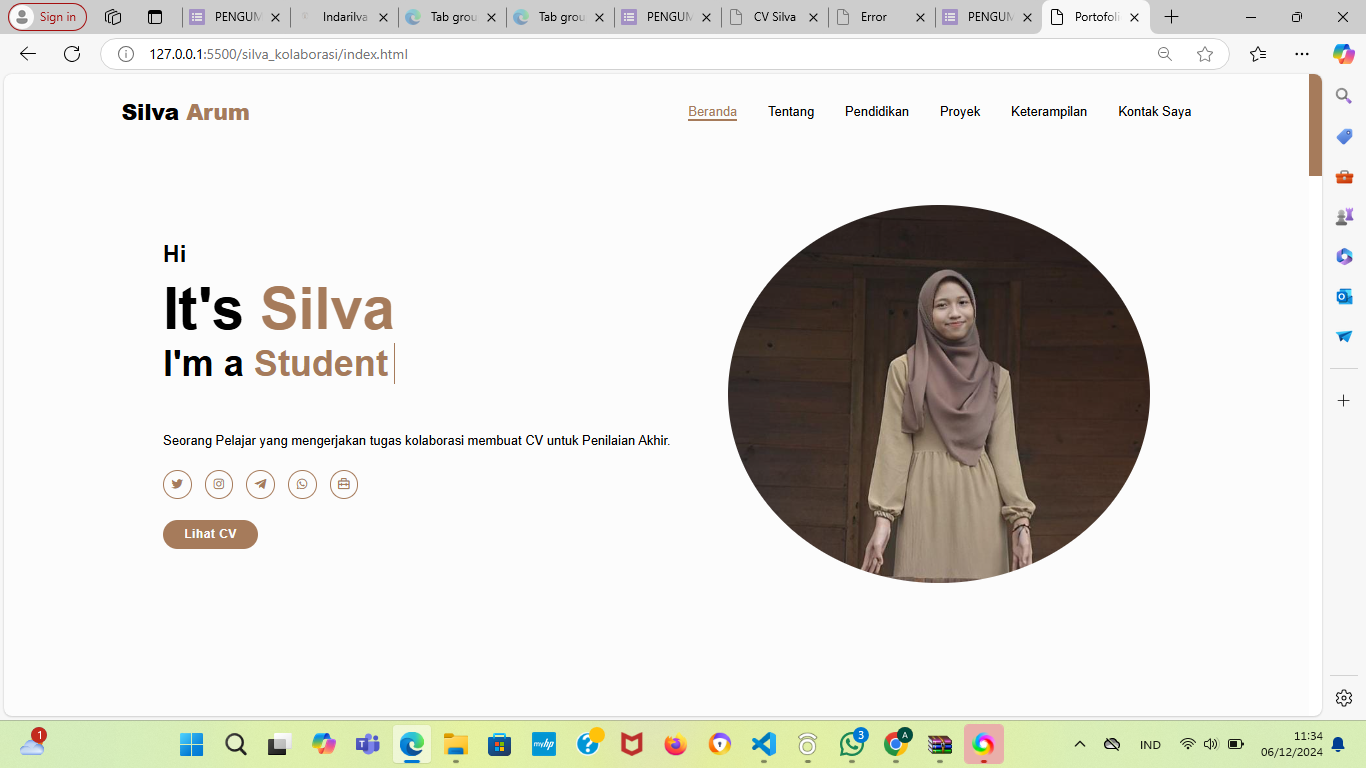 Sign in
PENGUM
Indarilva
Tab grou
Tab grou
PENGUM
CV Silva
Error
PENGUM
Portofoli
127.0.0.1:5500/silva_kolaborasi/index.html
Silva Arum
Beranda Tentang Pendidikan Proyek Keterampilan Kontak Saya
Hi
It's Silva
I'm a Student
Seorang Pelajar yang mengerjakan tugas kolaborasi membuat CV untuk Penilaian Akhir.
Lihat CV
1
myhp
3
A
IND
11:34
06/12/2024